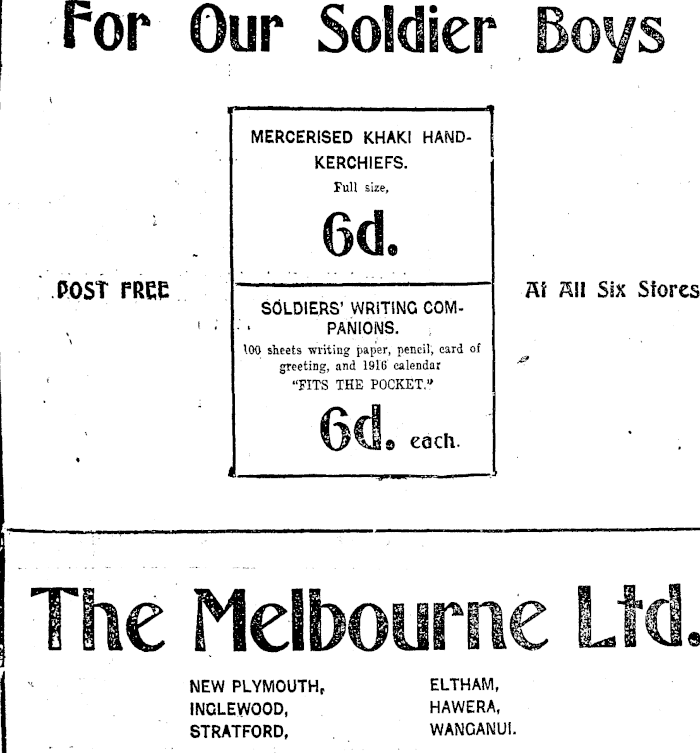 For Our Soldier Boys
MERCERISED KHAKI HAND-
KERCHIEFS.
Full size,
6d.
POST FREE
At All Six Stores
SOLDIERS' WRITING COM-
PANIONS.
100 sheets writing paper, pencil, card of
greeting, and 1916 calendar
"FITS THE POCKET."
6d. each.
The Melbourne Ltd.
NEW PLYMOUTH,
INGLEWOOD,
STRATFORD,
ELTHAM,
HAWERA,
WANGANUI.